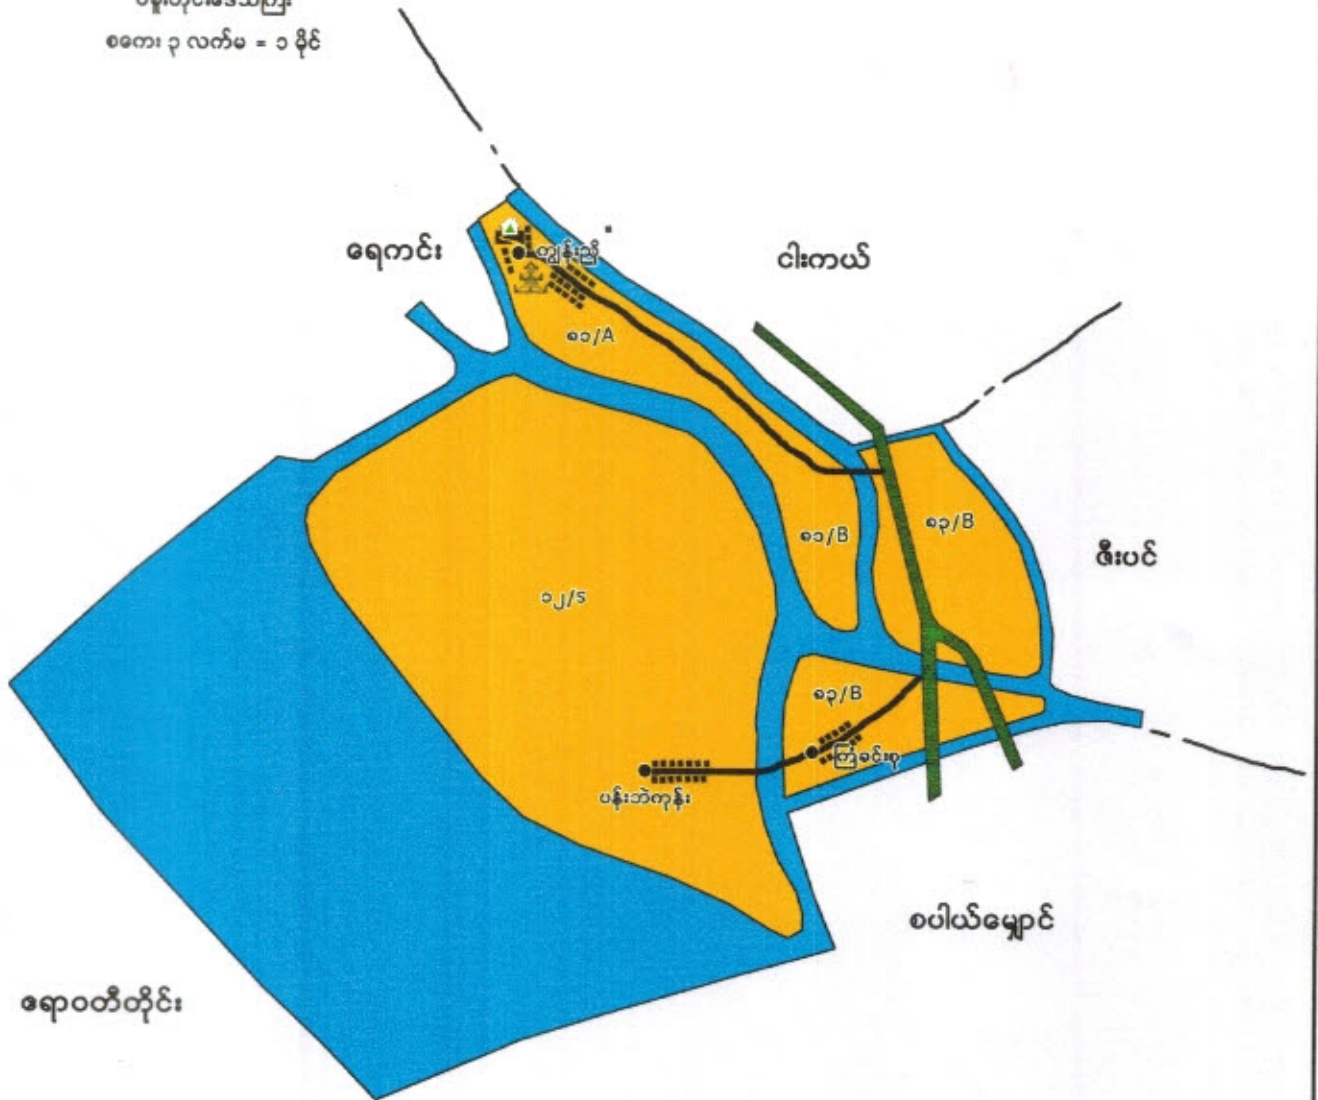 စကေး ၃ လက်မ = ၁ မိုင်
ရေကင်း
ကျွန်းညို
ငါးကယ်
၈၁/A
၈၁/B
၈၃/B
ဇီးပင်
၁၂/s
၈၃/B
ကြံခင်းစု
ပန်းဘဲကုန်း
စပါယ်မျှောင်
ဧရာဝတီတိုင်း